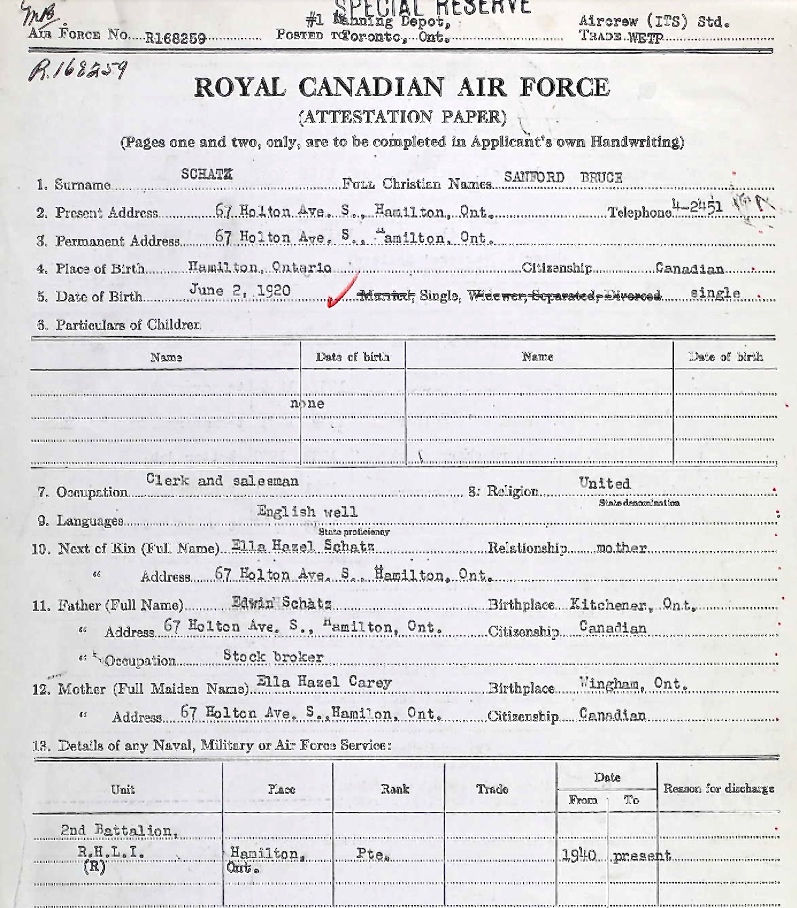 SPECIAL RESERVE
#1 Manning Depot, Aircrew (ITS) Std.
AIR FORCE NO. R168259 POSTED TO Toronto, Ont. TRADE WETP
R.168259
ROYAL CANADIAN AIR FORCE
(ATTESTATION PAPER)
(Pages one and two, only, are to be completed in Applicant's own Handwriting)
1. Surname SCHATZ Full Christian Names SANFORD BRUCE
2. Present Address 67 Holton Ave. S., Hamilton, Ont. Telephone 4-2451
3. Permanent Address 67 Holton Ave. S., Hamilton, Ont.
4. Place of Birth Hamilton, Ontario Citizenship Canadian
5. Date of Birth June 2, 1920 Married, Single, Widower, Separated, Divorced single
6. Particulars of Children
Name Date of birth Name Date of birth
none
7. Occupation Clerk and salesman 8. Religion United
State denomination
9. Languages English well
State proficiency
10. Next of Kin (Full Name) Ella Hazel Schatz Relationship mother
" Address 67 Holton Ave. S., Hamilton, Ont.
11. Father (Full Name) Edwin Schatz Birthplace Kitchener, Ont.
" Address 67 Holton Ave. S., Hamilton, Ont. Citizenship Canadian
" Occupation Stock broker
12. Mother (Full Maiden Name) Ella Hazel Carey Birthplace Wingham, Ont.
" Address 67 Holton Ave. S., Hamilton, Ont. Citizenship Canadian
13. Details of any Naval, Military or Air Force Service:
Unit Place Rank Trade Date Reason for discharge
From To
2nd Battalion,
R.H.L.I. Hamilton, Pte. 1940 present
(R) Ont.